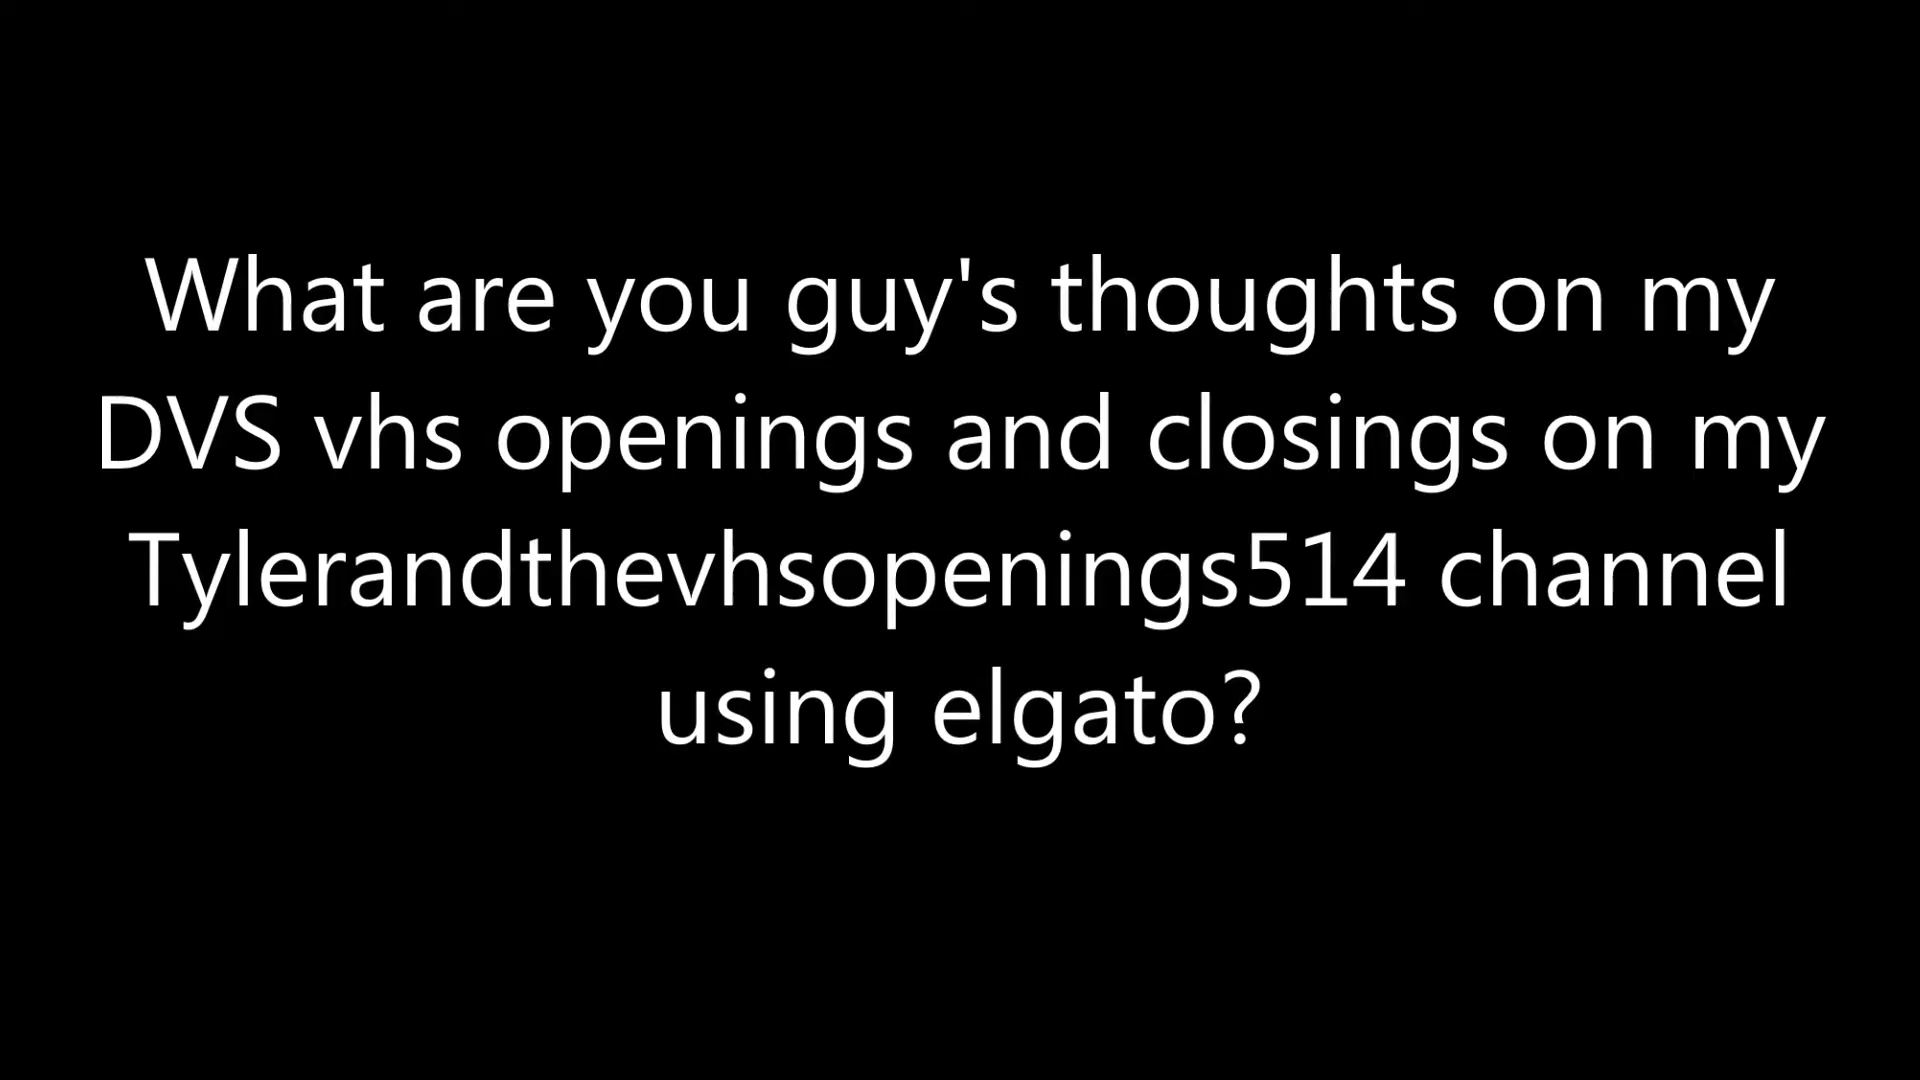 What are you guy's thoughts on my
DVS vhs openings and closings on my
Tylerandthevhsopenings514 channel
using elgato?